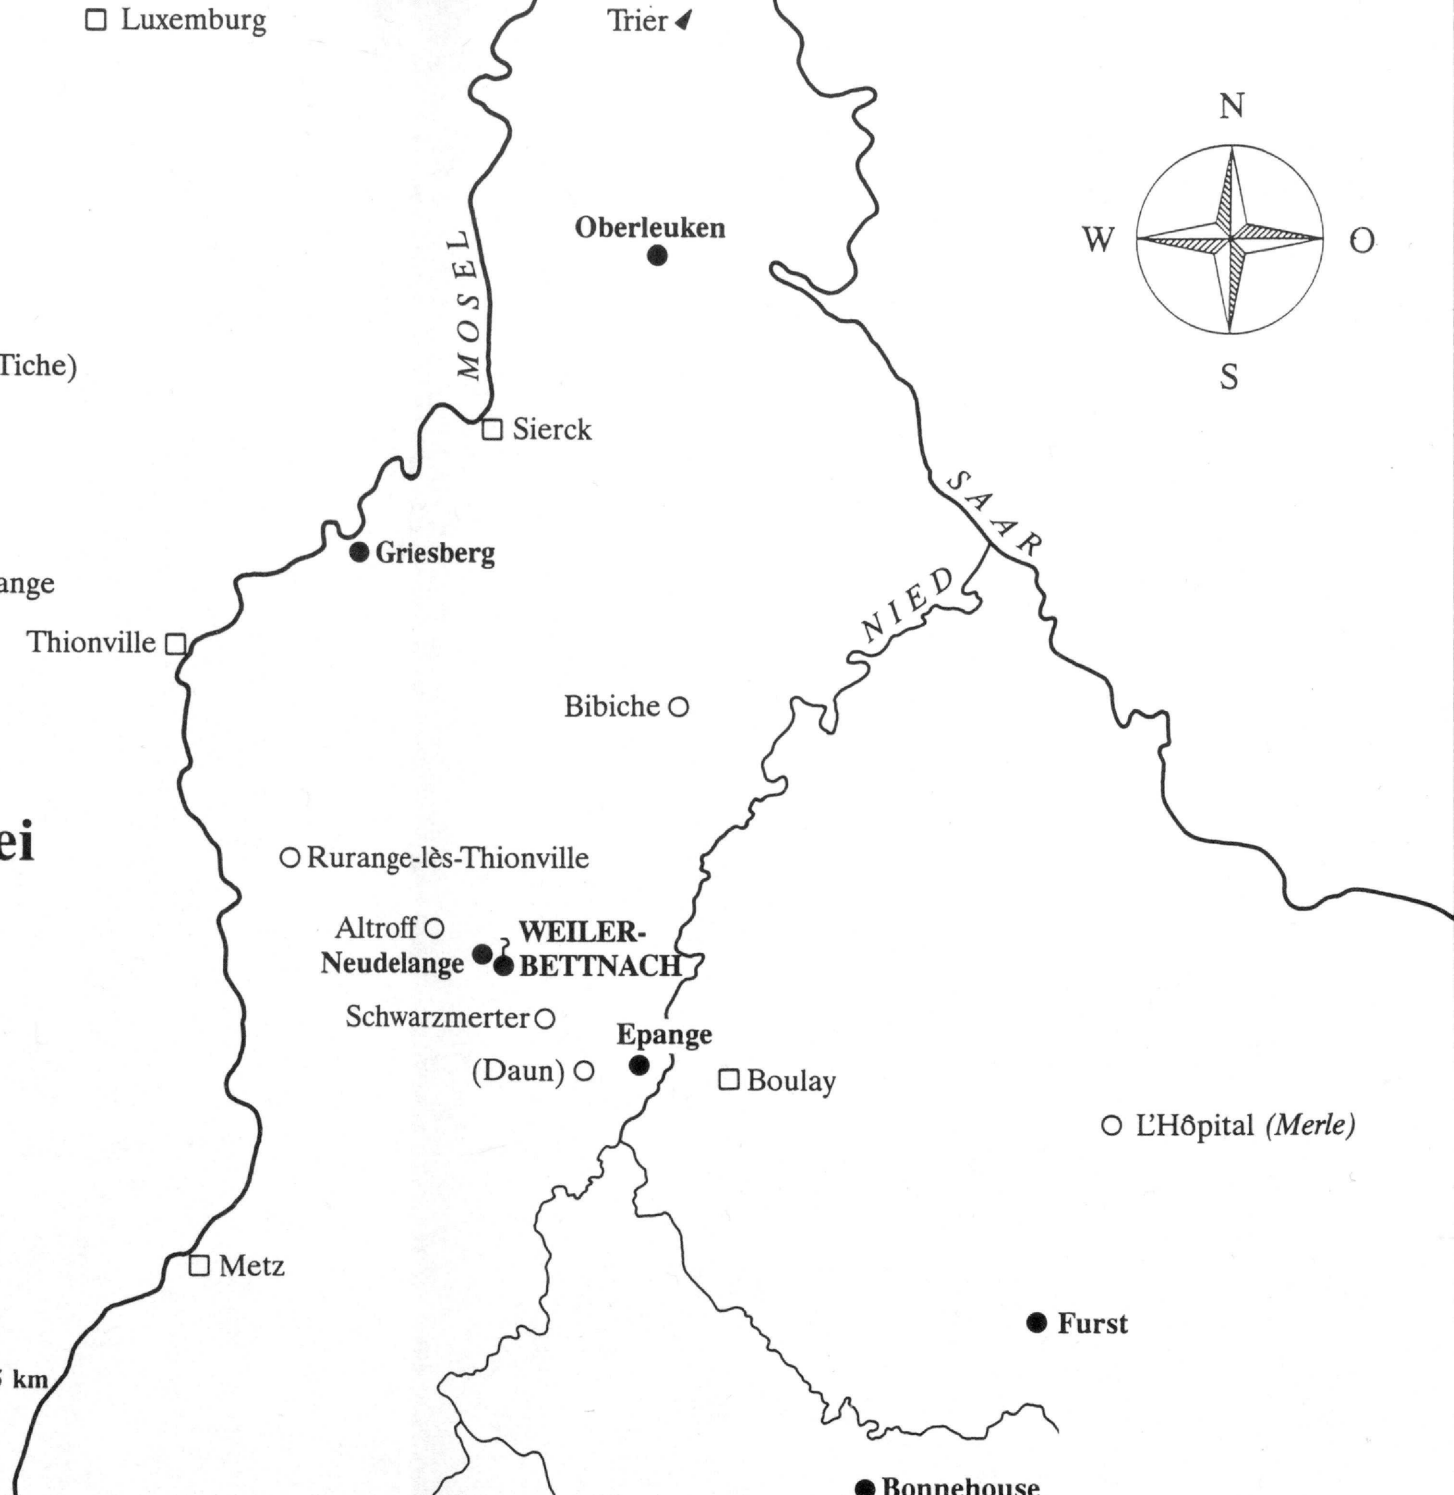 Luxemburg
Trier
N
W
O
S
Oberleuken
MOSEL
Tiche)
Sierck
SAAR
Griesberg
NIED
ange
Thionville
Bibiche
ei
Rurange-lès-Thionville
Altroff
WEILER-
Neudelange
BETTNACH
Schwarzmerter
Epange
(Daun)
Boulay
L'Hôpital (Merle)
Metz
Furst
km
Bonnehouse